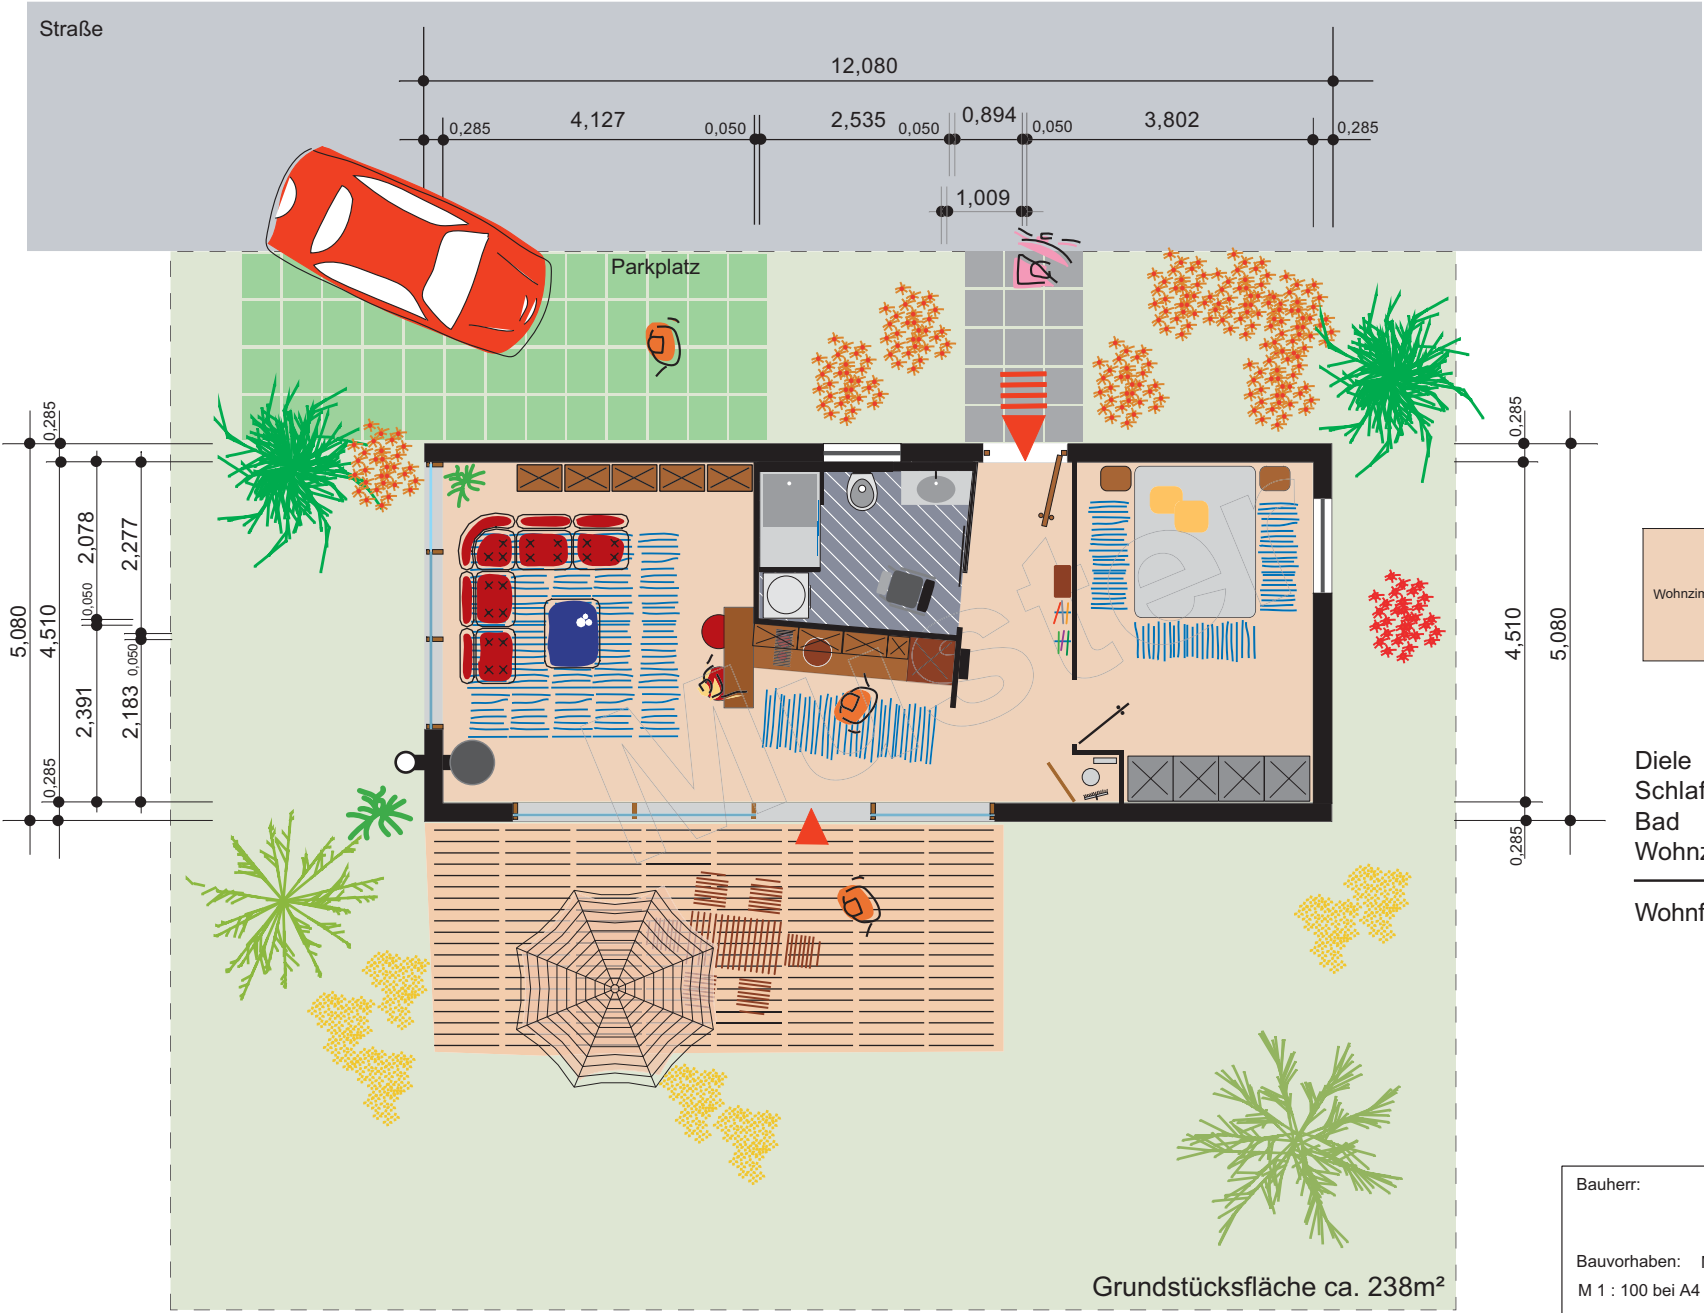 Straße
12,080
0,285 4,127 0,050 2,535 0,050 0,894 0,050 3,802 0,285
1,009
Parkplatz
0,285
0,285
5,080
4,510
2,078
2,277
0,050
0,050
2,391
2,183
0,285
4,510
5,080
0,285
Wohnzim
Diele
Schlaf
Bad
Wohnz
Wohnf
Bauherr:
Bauvorhaben:
M 1 : 100 bei A4
Grundstücksfläche ca. 238m²